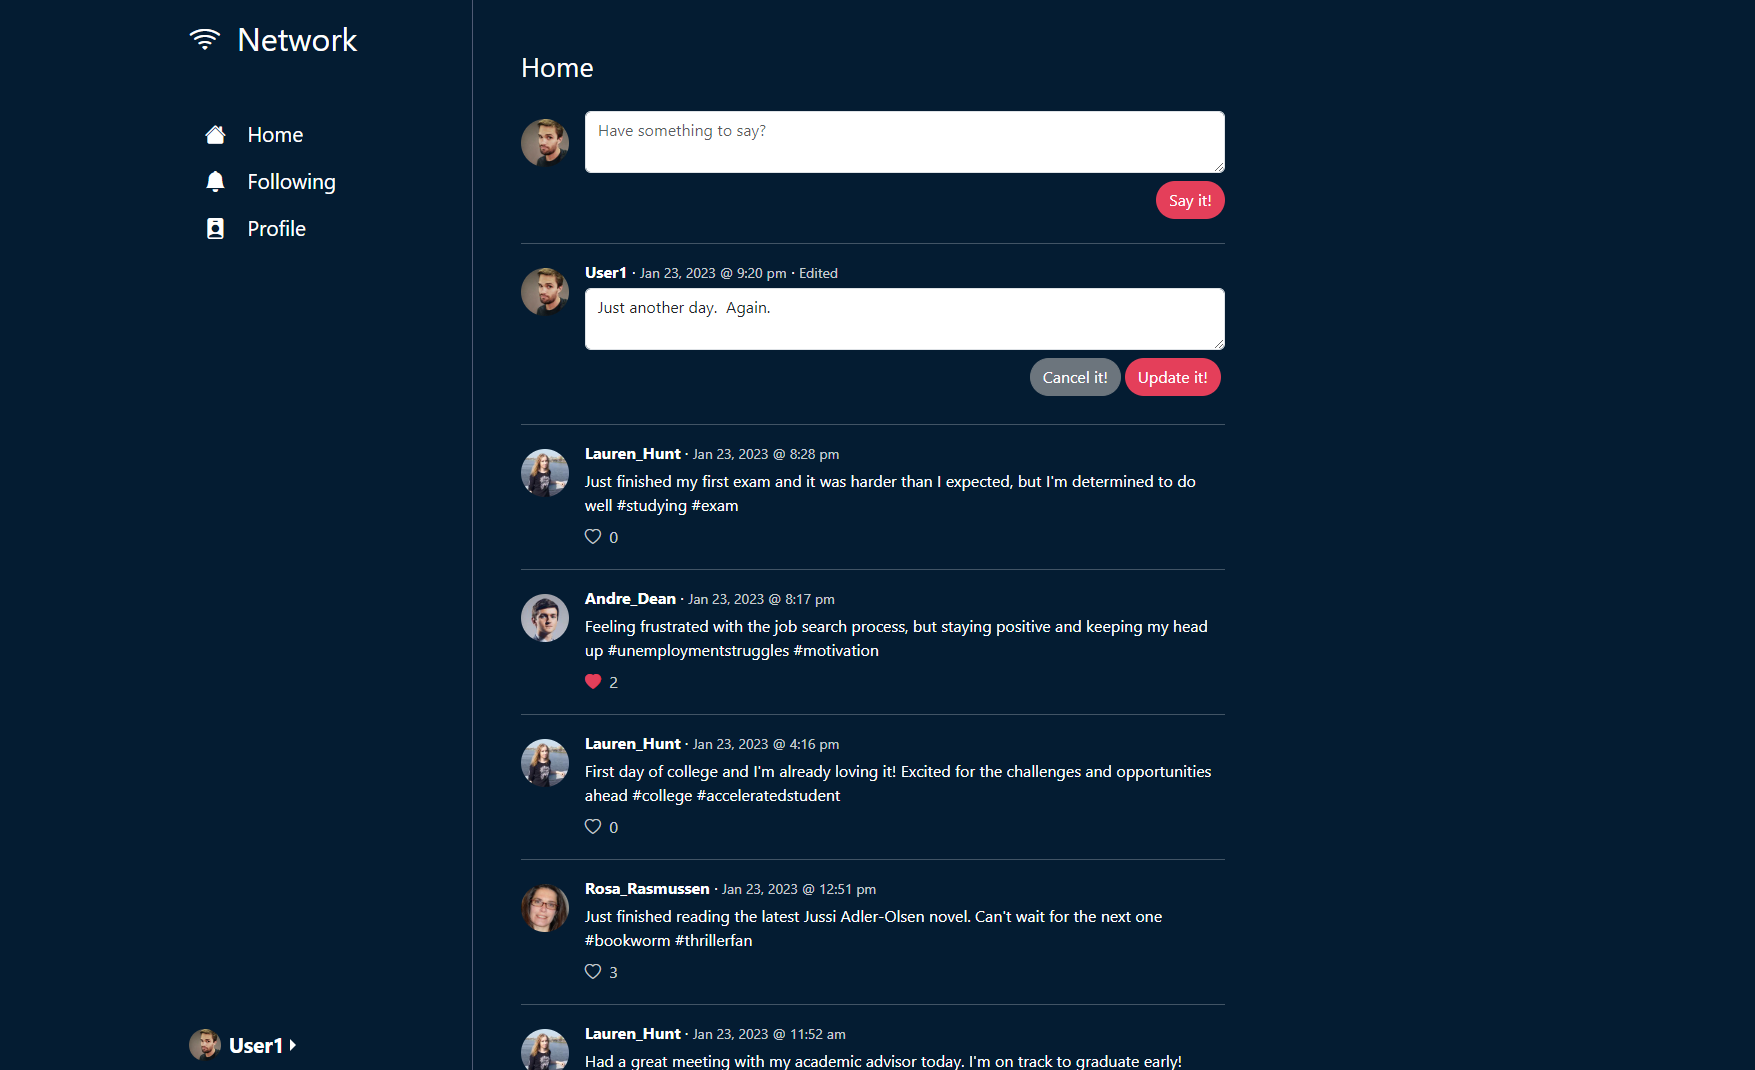 Network
Home
Following
Profile
User1
Home
Have something to say?
Say it!
User1 · Jan 23, 2023 @ 9:20 pm · Edited
Just another day.  Again.
Cancel it! Update it!
Lauren_Hunt · Jan 23, 2023 @ 8:28 pm
Just finished my first exam and it was harder than I expected, but I'm determined to do
well #studying #exam
0
Andre_Dean · Jan 23, 2023 @ 8:17 pm
Feeling frustrated with the job search process, but staying positive and keeping my head
up #unemploymentstruggles #motivation
2
Lauren_Hunt · Jan 23, 2023 @ 4:16 pm
First day of college and I'm already loving it! Excited for the challenges and opportunities
ahead #college #acceleratedstudent
0
Rosa_Rasmussen · Jan 23, 2023 @ 12:51 pm
Just finished reading the latest Jussi Adler-Olsen novel. Can't wait for the next one
#bookworm #thrillerfan
3
Lauren_Hunt · Jan 23, 2023 @ 11:52 am
Had a great meeting with my academic advisor today. I'm on track to graduate early!